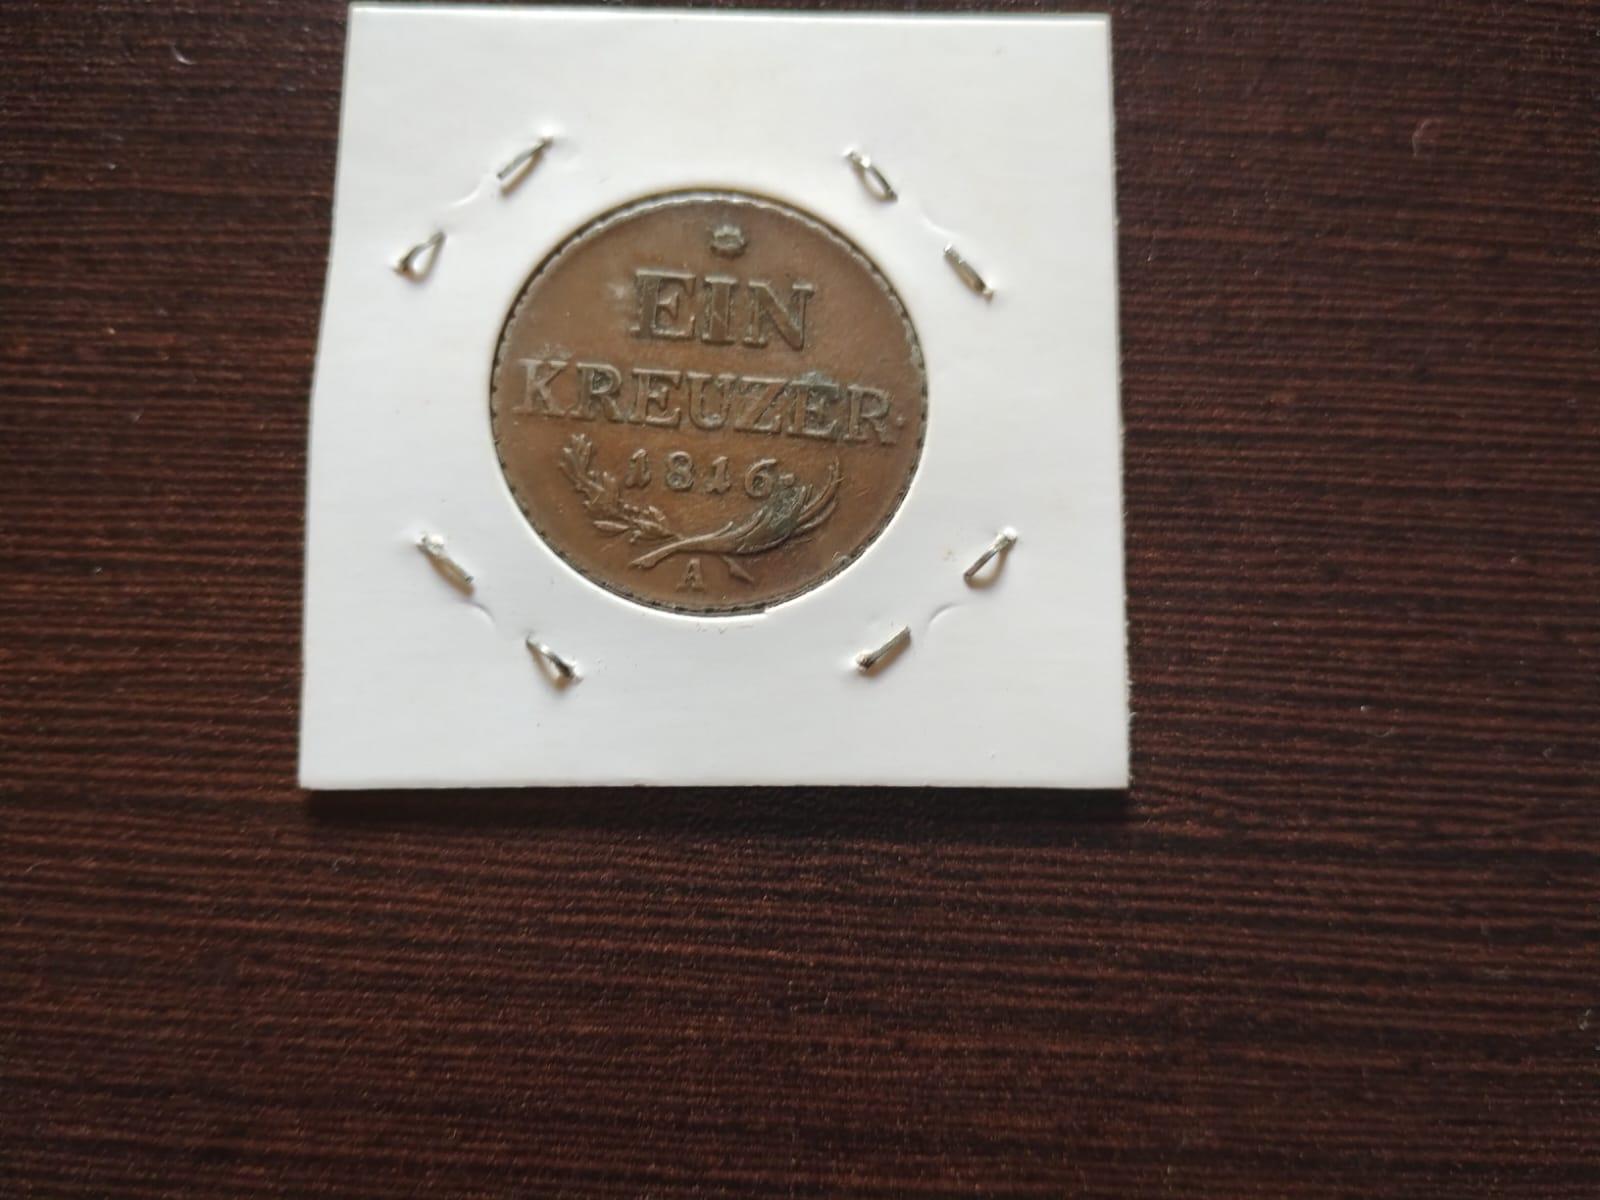 EIN
KREUZER.
1816.
A